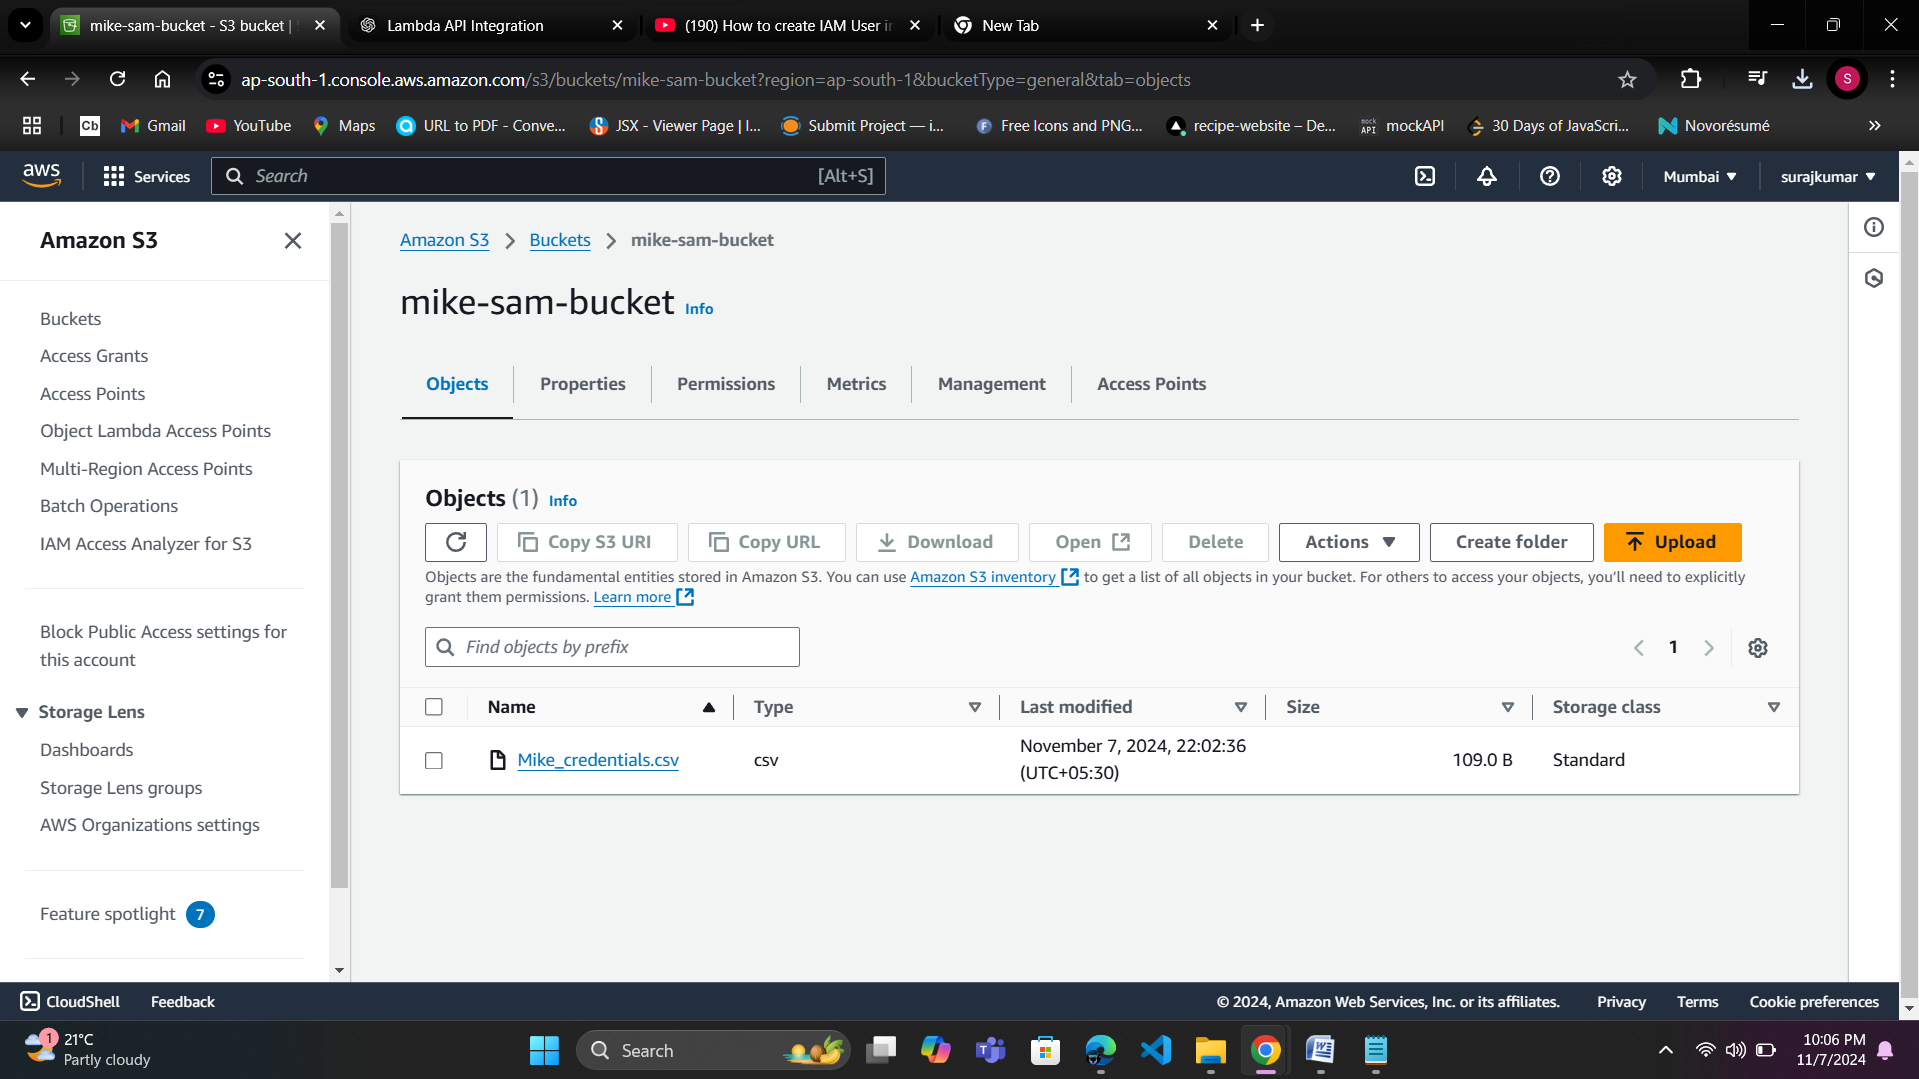 mike-sam-bucket - S3 bucket |
Lambda API Integration
(190) How to create IAM User in
New Tab
ap-south-1.console.aws.amazon.com/s3/buckets/mike-sam-bucket?region=ap-south-1&bucketType=general&tab=objects
S
Cb
Gmail
YouTube
Maps
URL to PDF - Conve...
JSX - Viewer Page | I...
Submit Project — i...
Free Icons and PNG...
recipe-website – De...
mock API
mockAPI
30 Days of JavaScri...
Novorésumé
aws
Services
Search
[Alt+S]
Mumbai
surajkumar
Amazon S3
Buckets
Access Grants
Access Points
Object Lambda Access Points
Multi-Region Access Points
Batch Operations
IAM Access Analyzer for S3
Block Public Access settings for
this account
Storage Lens
Dashboards
Storage Lens groups
AWS Organizations settings
Feature spotlight 7
Amazon S3 > Buckets > mike-sam-bucket
mike-sam-bucket Info
Objects
Properties
Permissions
Metrics
Management
Access Points
Objects (1) Info
Copy S3 URI
Copy URL
Download
Open
Delete
Actions
Create folder
Upload
Objects are the fundamental entities stored in Amazon S3. You can use Amazon S3 inventory to get a list of all objects in your bucket. For others to access your objects, you'll need to explicitly
grant them permissions. Learn more
Find objects by prefix
1
Name
Type
Last modified
Size
Storage class
Mike_credentials.csv
csv
November 7, 2024, 22:02:36
(UTC+05:30)
109.0 B
Standard
CloudShell
Feedback
© 2024, Amazon Web Services, Inc. or its affiliates.
Privacy
Terms
Cookie preferences
1
21°C
Partly cloudy
Search
10:06 PM
11/7/2024